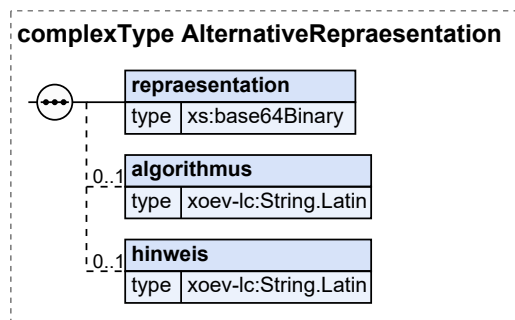 complexType AlternativeRepraesentation
repraesentation
type xs:base64Binary
algorithmus
0..1
type xoev-lc:String.Latin
hinweis
0..1
type xoev-lc:String.Latin